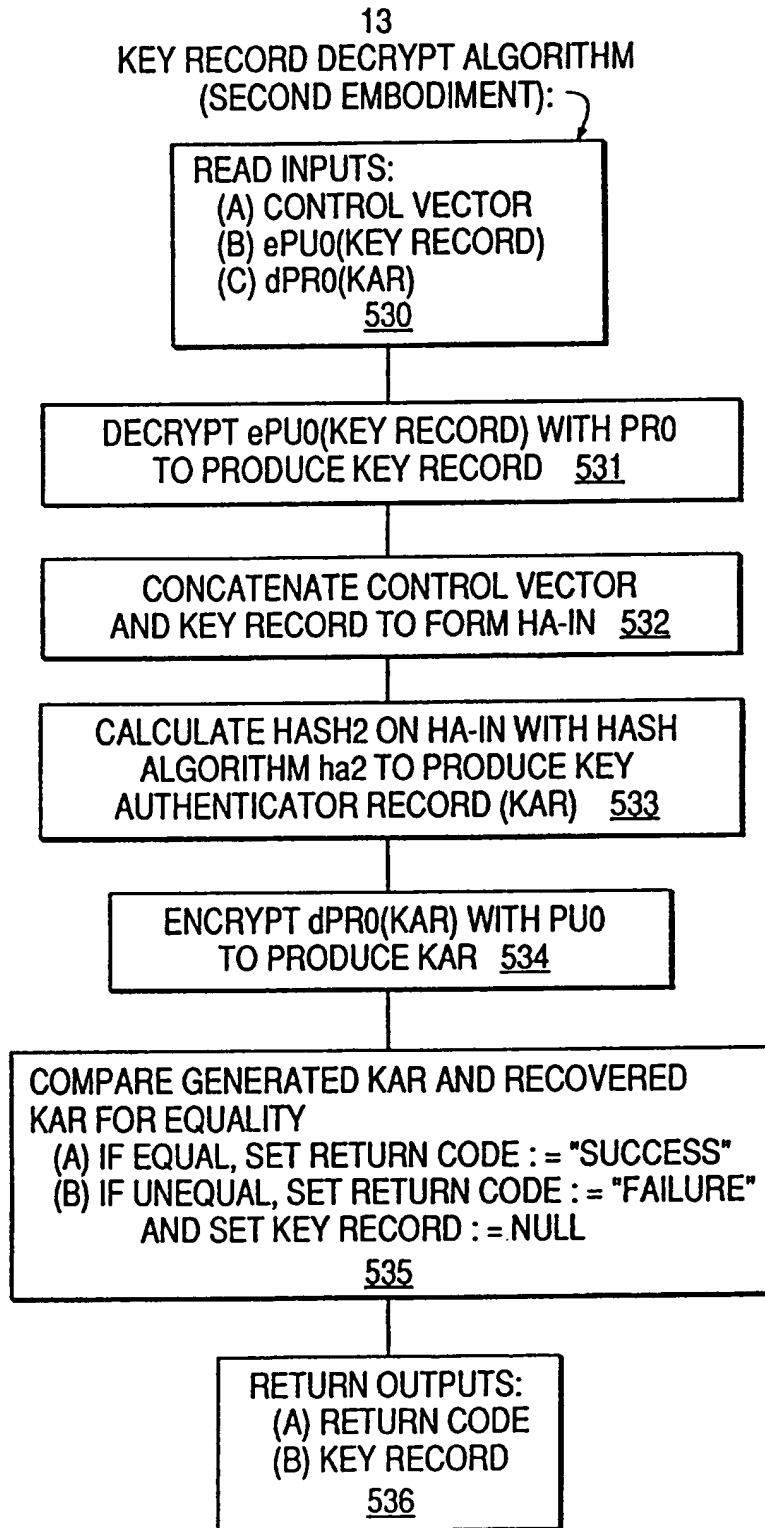 13
KEY RECORD DECRYPT ALGORITHM
(SECOND EMBODIMENT):
READ INPUTS:
(A) CONTROL VECTOR
(B) ePU0(KEY RECORD)
(C) dPR0(KAR)
530
DECRYPT ePU0(KEY RECORD) WITH PR0
TO PRODUCE KEY RECORD 531
CONCATENATE CONTROL VECTOR
AND KEY RECORD TO FORM HA-IN 532
CALCULATE HASH2 ON HA-IN WITH HASH
ALGORITHM ha2 TO PRODUCE KEY
AUTHENTICATOR RECORD (KAR) 533
ENCRYPT dPR0(KAR) WITH PU0
TO PRODUCE KAR 534
COMPARE GENERATED KAR AND RECOVERED
KAR FOR EQUALITY
(A) IF EQUAL, SET RETURN CODE : = "SUCCESS"
(B) IF UNEQUAL, SET RETURN CODE : = "FAILURE"
AND SET KEY RECORD : = NULL
535
RETURN OUTPUTS:
(A) RETURN CODE
(B) KEY RECORD
536